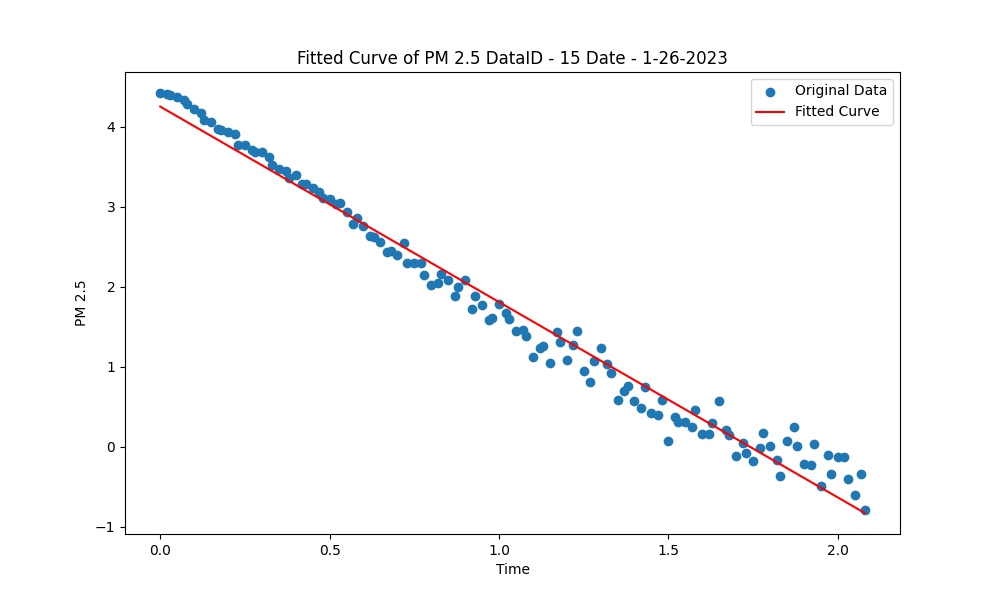 Fitted Curve of PM 2.5 DataID - 15 Date - 1-26-2023
Original Data
Fitted Curve
4
3
2
1
0
−1
PM 2.5
0.0 0.5 1.0 1.5 2.0
Time